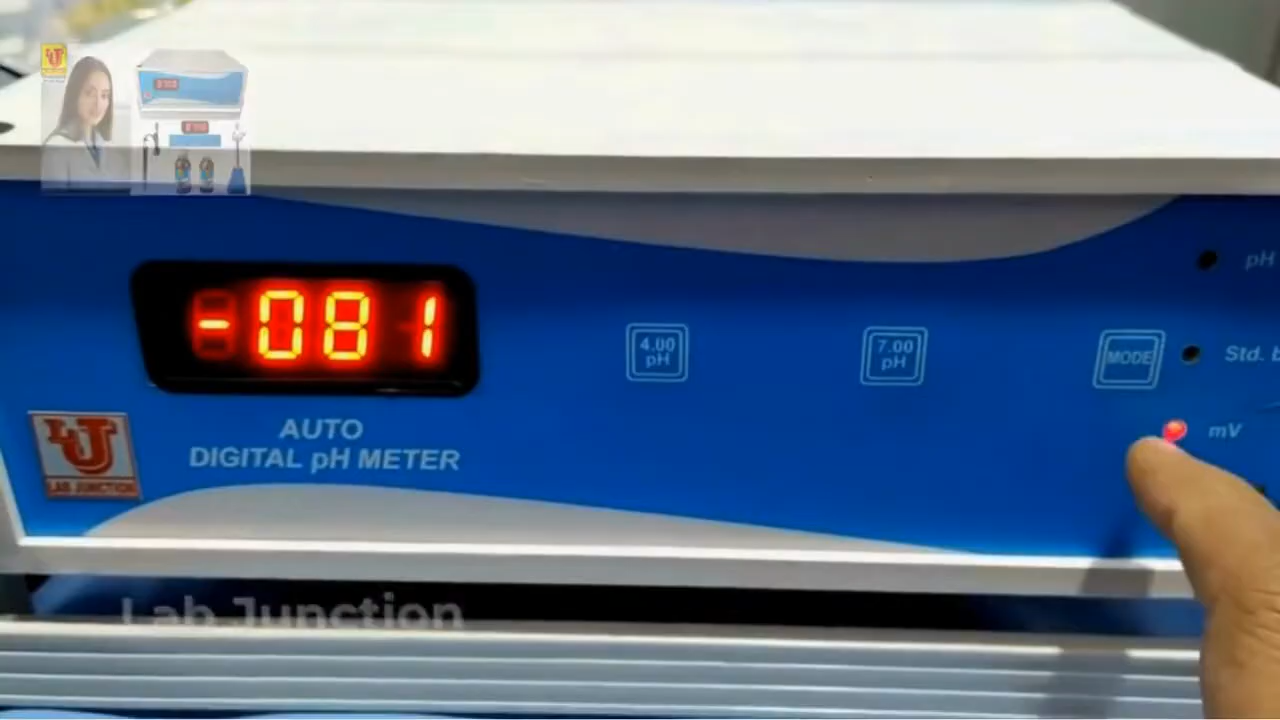 -081
4.00
pH
7.00
pH
MODE
pH
Std. b
mV
AUTO
DIGITAL pH METER
LJ
LAB JUNCTION
Lab Junction